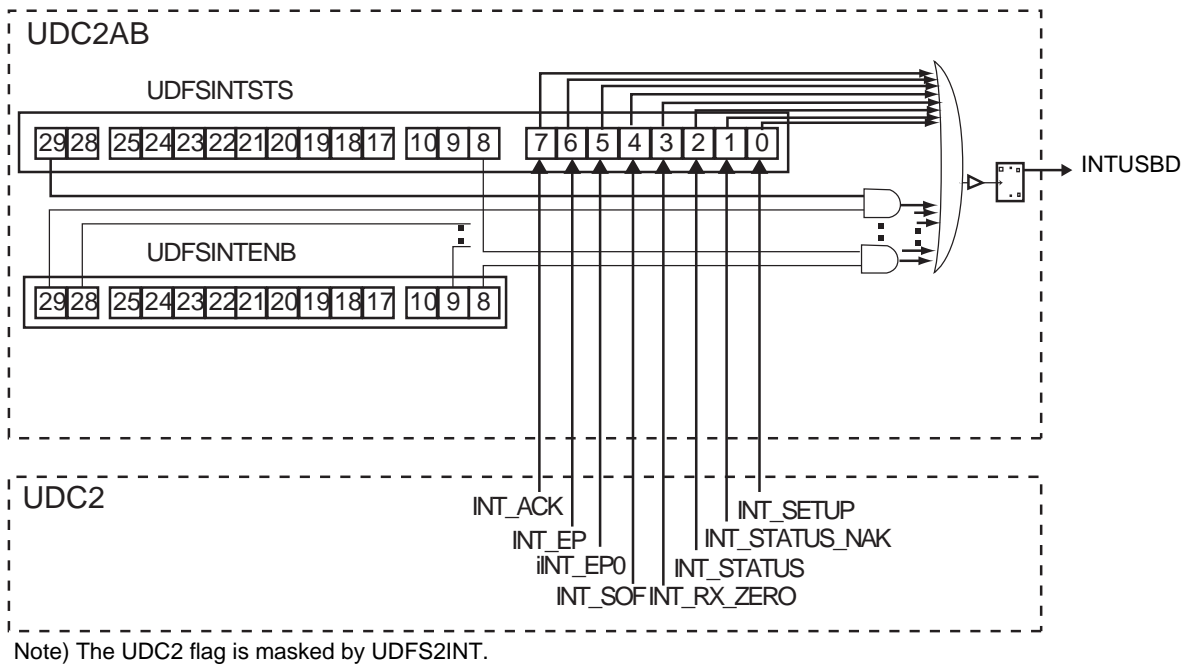 UDC2AB
UDFSINTSTS
29 28 25 24 23 22 21 20 19 18 17 10 9 8 7 6 5 4 3 2 1 0
INTUSBD
UDFSINTENB
29 28 25 24 23 22 21 20 19 18 17 10 9 8
UDC2
INT_ACK
INT_SETUP
INT_EP
INT_STATUS_NAK
iINT_EP0
INT_STATUS
INT_SOF INT_RX_ZERO
Note) The UDC2 flag is masked by UDFS2INT.